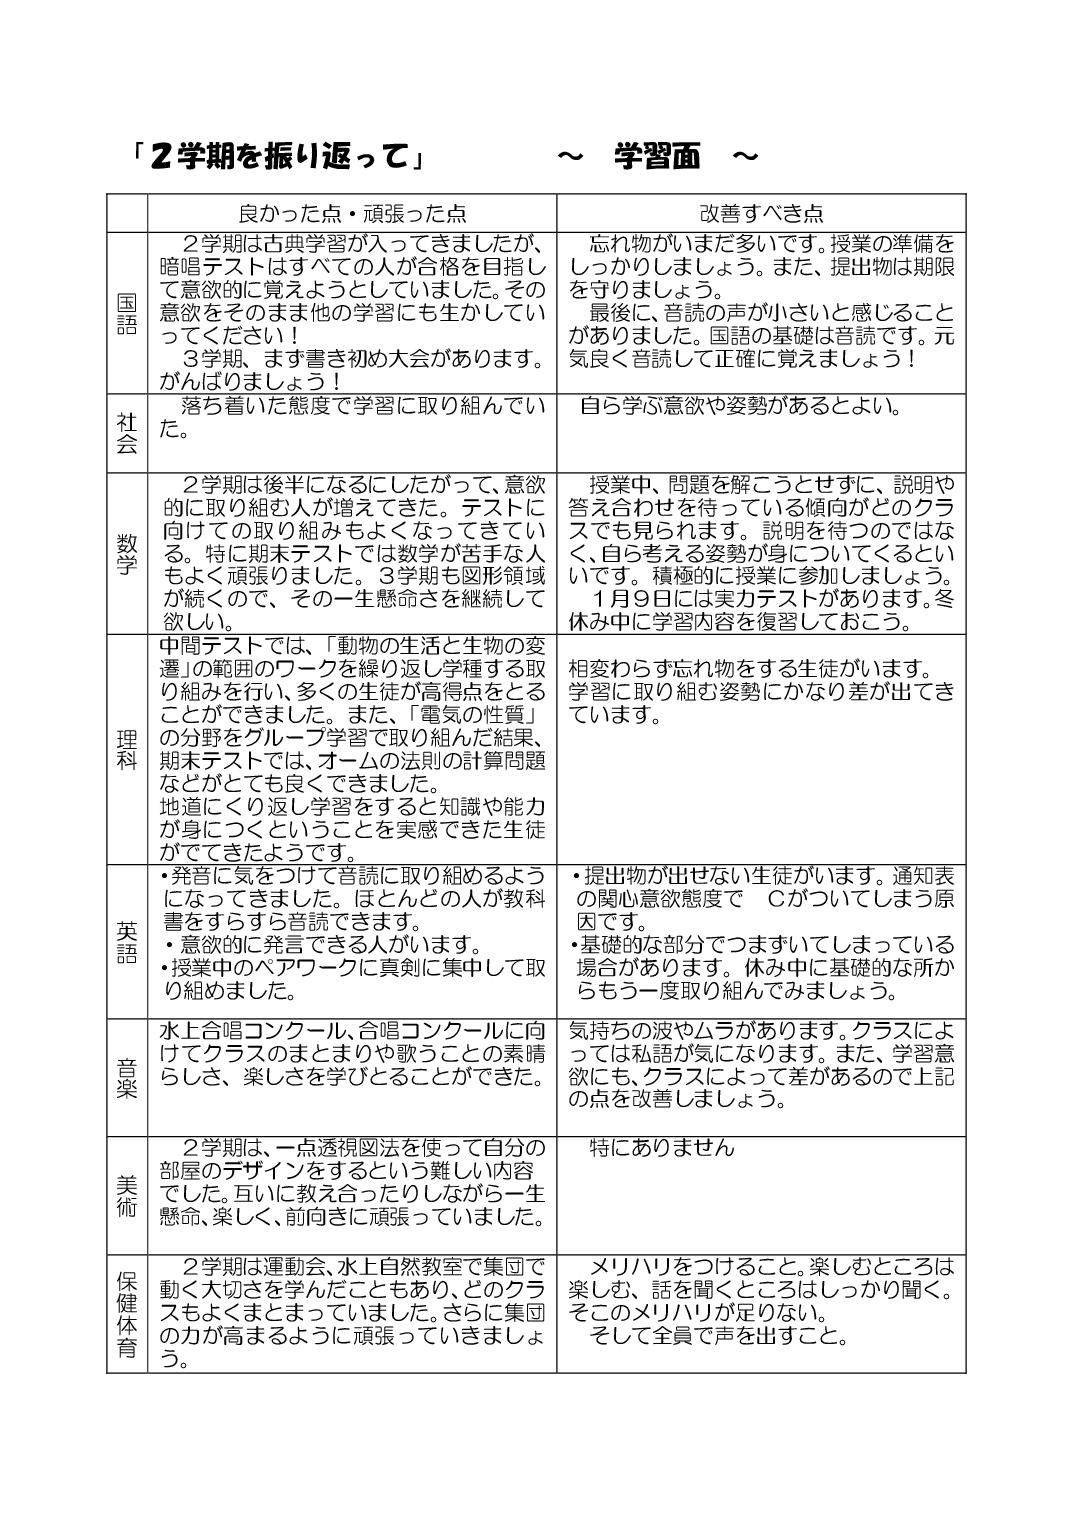 「２学期を振り返って」　　　　～　学習面　～
良かった点・頑張った点
改善すべき点
国語
　２学期は古典学習が入ってきましたが、
暗唱テストはすべての人が合格を目指し
て意欲的に覚えようとしていました。その
意欲をそのまま他の学習にも生かしてい
ってください！
　３学期、まず書き初め大会があります。
がんばりましょう！
　忘れ物がいまだ多いです。授業の準備を
しっかりしましょう。また、提出物は期限
を守りましょう。
　最後に、音読の声が小さいと感じること
がありました。国語の基礎は音読です。元
気良く音読して正確に覚えましょう！
社会
　落ち着いた態度で学習に取り組んでい
た。
自ら学ぶ意欲や姿勢があるとよい。
数学
　２学期は後半になるにしたがって、意欲
的に取り組む人が増えてきた。テストに
向けての取り組みもよくなってきてい
る。特に期末テストでは数学が苦手な人
もよく頑張りました。３学期も図形領域
が続くので、その一生懸命さを継続して
欲しい。
　授業中、問題を解こうとせずに、説明や
答え合わせを待っている傾向がどのクラ
スでも見られます。説明を待つのではな
く、自ら考える姿勢が身についてくるとい
いです。積極的に授業に参加しましょう。
　１月９日には実力テストがあります。冬
休み中に学習内容を復習しておこう。
理科
中間テストでは、「動物の生活と生物の変
遷」の範囲のワークを繰り返し学種する取
り組みを行い、多くの生徒が高得点をとる
ことができました。また、「電気の性質」
の分野をグループ学習で取り組んだ結果、
期末テストでは、オームの法則の計算問題
などがとても良くできました。
地道にくり返し学習をすると知識や能力
が身につくということを実感できた生徒
がでてきたようです。
相変わらず忘れ物をする生徒がいます。
学習に取り組む姿勢にかなり差が出てき
ています。
英語
・発音に気をつけて音読に取り組めるよう
になってきました。ほとんどの人が教科
書をすらすら音読できます。
・意欲的に発言できる人がいます。
・授業中のペアワークに真剣に集中して取
り組めました。
・提出物が出せない生徒がいます。通知表
の関心意欲態度で　Ｃがついてしまう原
因です。
・基礎的な部分でつまずいてしまっている
場合があります。休み中に基礎的な所か
らもう一度取り組んでみましょう。
音楽
水上合唱コンクール、合唱コンクールに向
けてクラスのまとまりや歌うことの素晴
らしさ、楽しさを学びとることができた。
気持ちの波やムラがあります。クラスによ
っては私語が気になります。また、学習意
欲にも、クラスによって差があるので上記
の点を改善しましょう。
美術
　２学期は、一点透視図法を使って自分の
部屋のデザインをするという難しい内容
でした。互いに教え合ったりしながら一生
懸命、楽しく、前向きに頑張っていました。
　特にありません
保健体育
　２学期は運動会、水上自然教室で集団で
動く大切さを学んだこともあり、どのクラ
スもよくまとまっていました。さらに集団
の力が高まるように頑張っていきましょ
う。
　メリハリをつけること。楽しむところは
楽しむ、話を聞くところはしっかり聞く。
そこのメリハリが足りない。
　そして全員で声を出すこと。